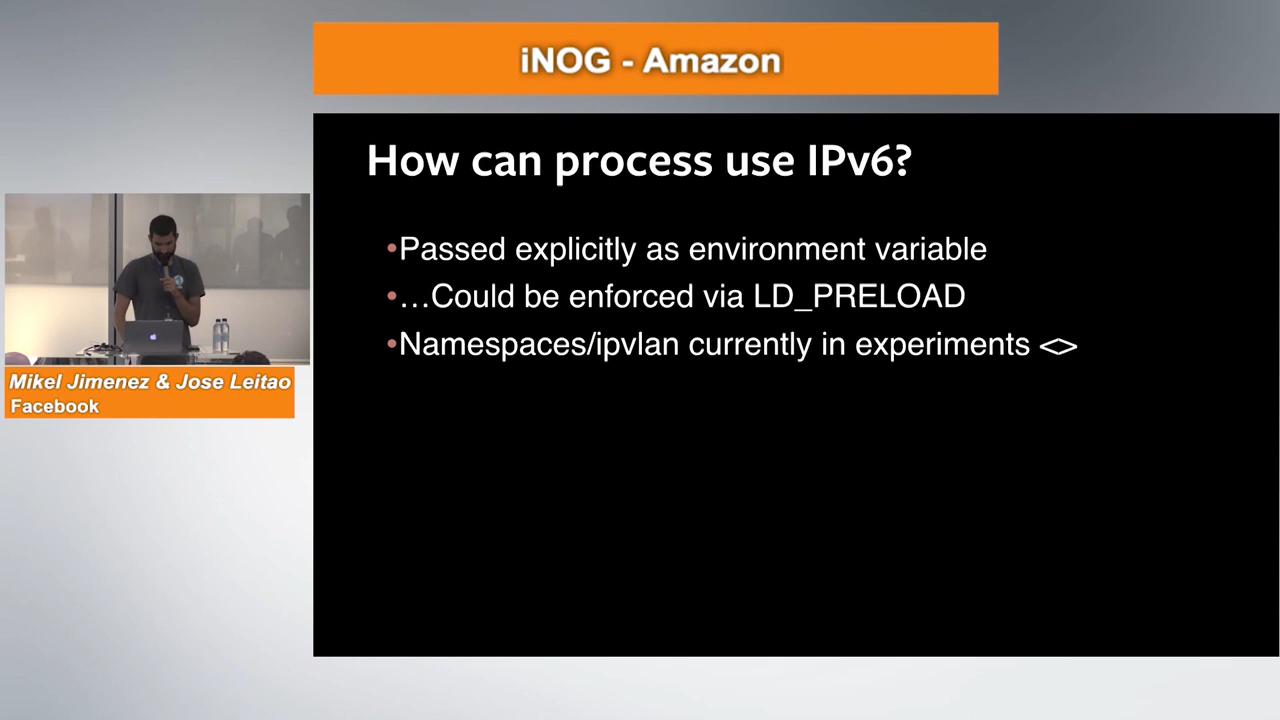 iNOG - Amazon
How can process use IPv6?
•Passed explicitly as environment variable
•…Could be enforced via LD_PRELOAD
•Namespaces/ipvlan currently in experiments <>
Mikel Jimenez & Jose Leitao
Facebook